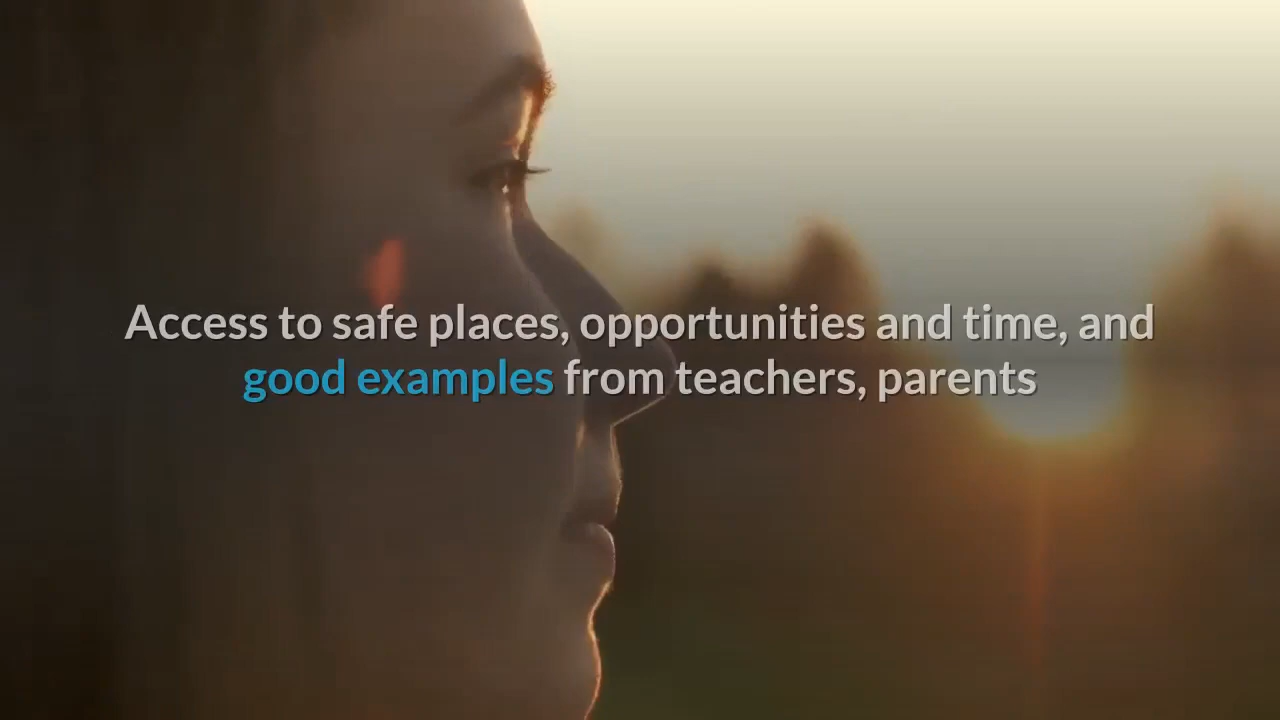 Access to safe places, opportunities and time, and
good examples from teachers, parents